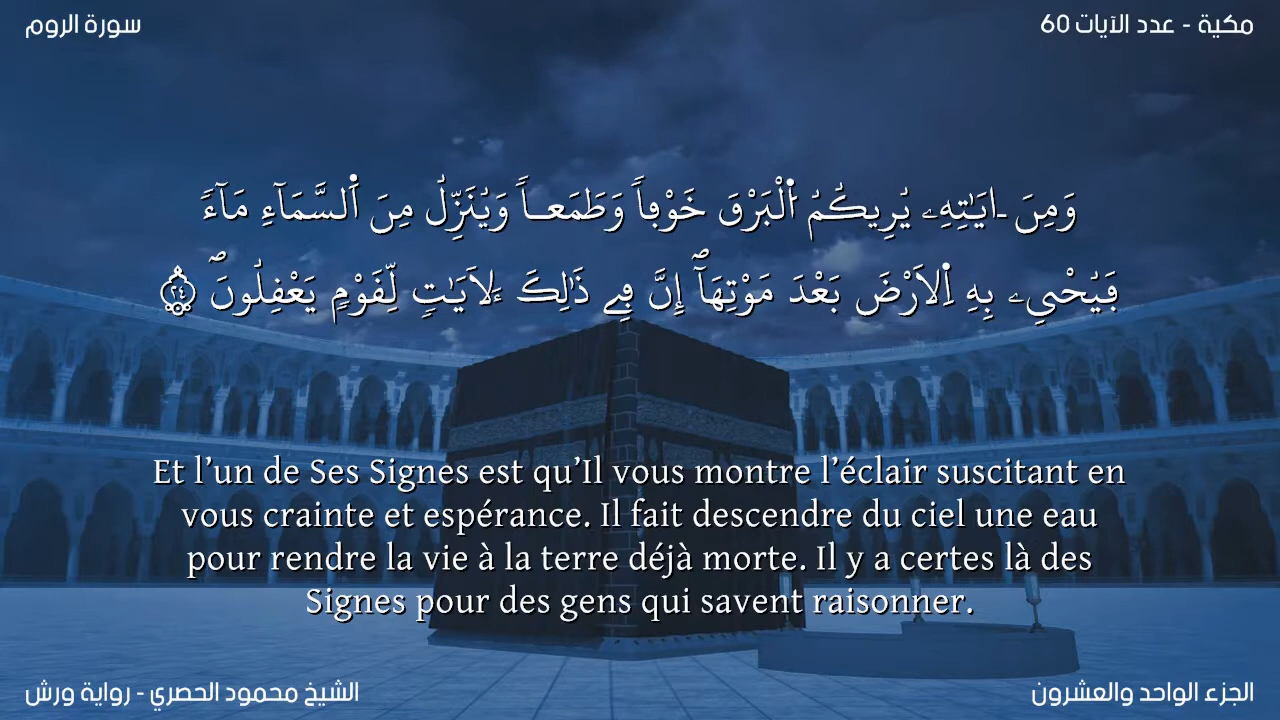 سورة الروم
مكية - عدد الآيات 60
وَمِنَ ـايَٰتِهِۦ يُرِيكُمُ اُ۬لْبَرْقَ خَوْفاٗ وَطَمَعاٗ وَيُنَزِّلُ مِنَ اَ۬لسَّمَآءِ مَآءٗ
فَيُحْيِۦ بِهِ اِ۬لَارْضَ بَعْدَ مَوْتِهَآۖ إِنَّ فِے ذَٰلِكَ ءَلَايَٰتٖ لِّقَوْمٖ يَعْقِلُونَۖ ٢٤
Et l’un de Ses Signes est qu’Il vous montre l’éclair suscitant en
vous crainte et espérance. Il fait descendre du ciel une eau
pour rendre la vie à la terre déjà morte. Il y a certes là des
Signes pour des gens qui savent raisonner.
الشيخ محمود الحصري - رواية ورش
الجزء الواحد والعشرون